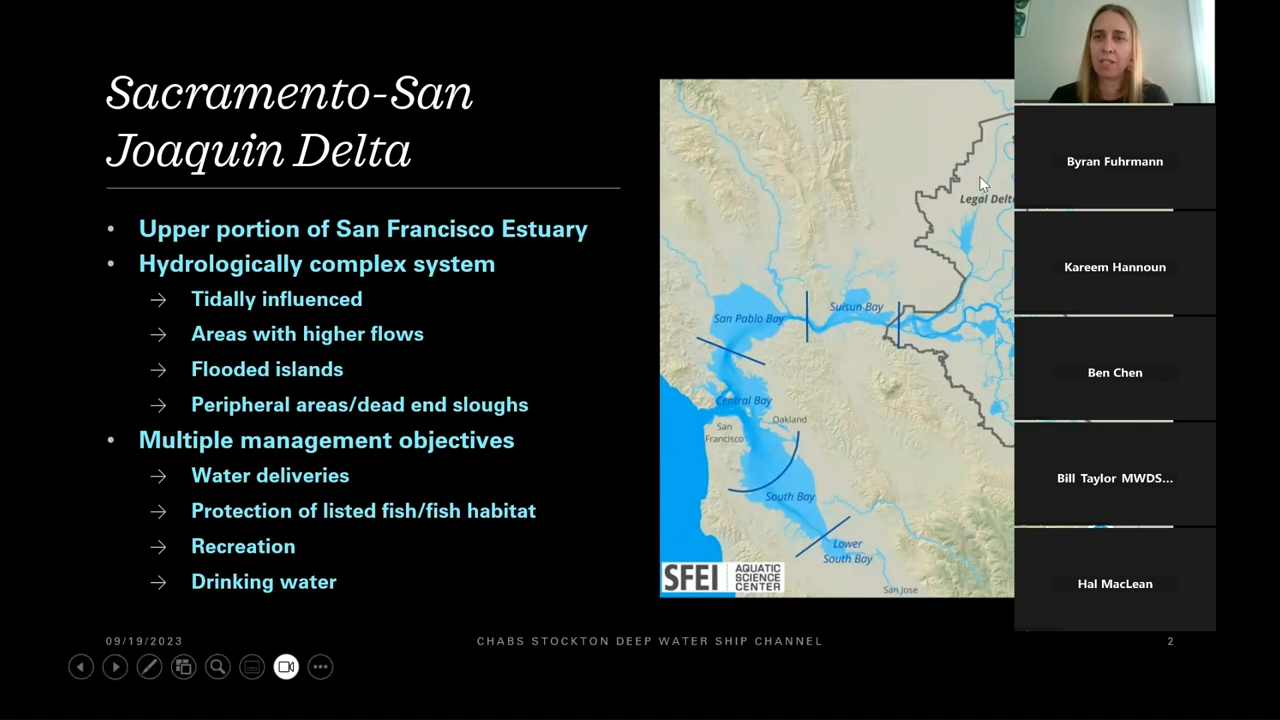 Sacramento-San
Joaquin Delta
• Upper portion of San Francisco Estuary
• Hydrologically complex system
→ Tidally influenced
→ Areas with higher flows
→ Flooded islands
→ Peripheral areas/dead end sloughs
• Multiple management objectives
→ Water deliveries
→ Protection of listed fish/fish habitat
→ Recreation
→ Drinking water
Legal Delt
Suisun Bay
San Pablo Bay
Central Bay
Oakland
San
Francisco
South Bay
Lower
South Bay
San Jose
SFEI
AQUATIC
SCIENCE
CENTER
Byran Fuhrmann
Kareem Hannoun
Ben Chen
Bill Taylor MWDS...
Hal MacLean
09/19/2023
CHABS STOCKTON DEEP WATER SHIP CHANNEL
2